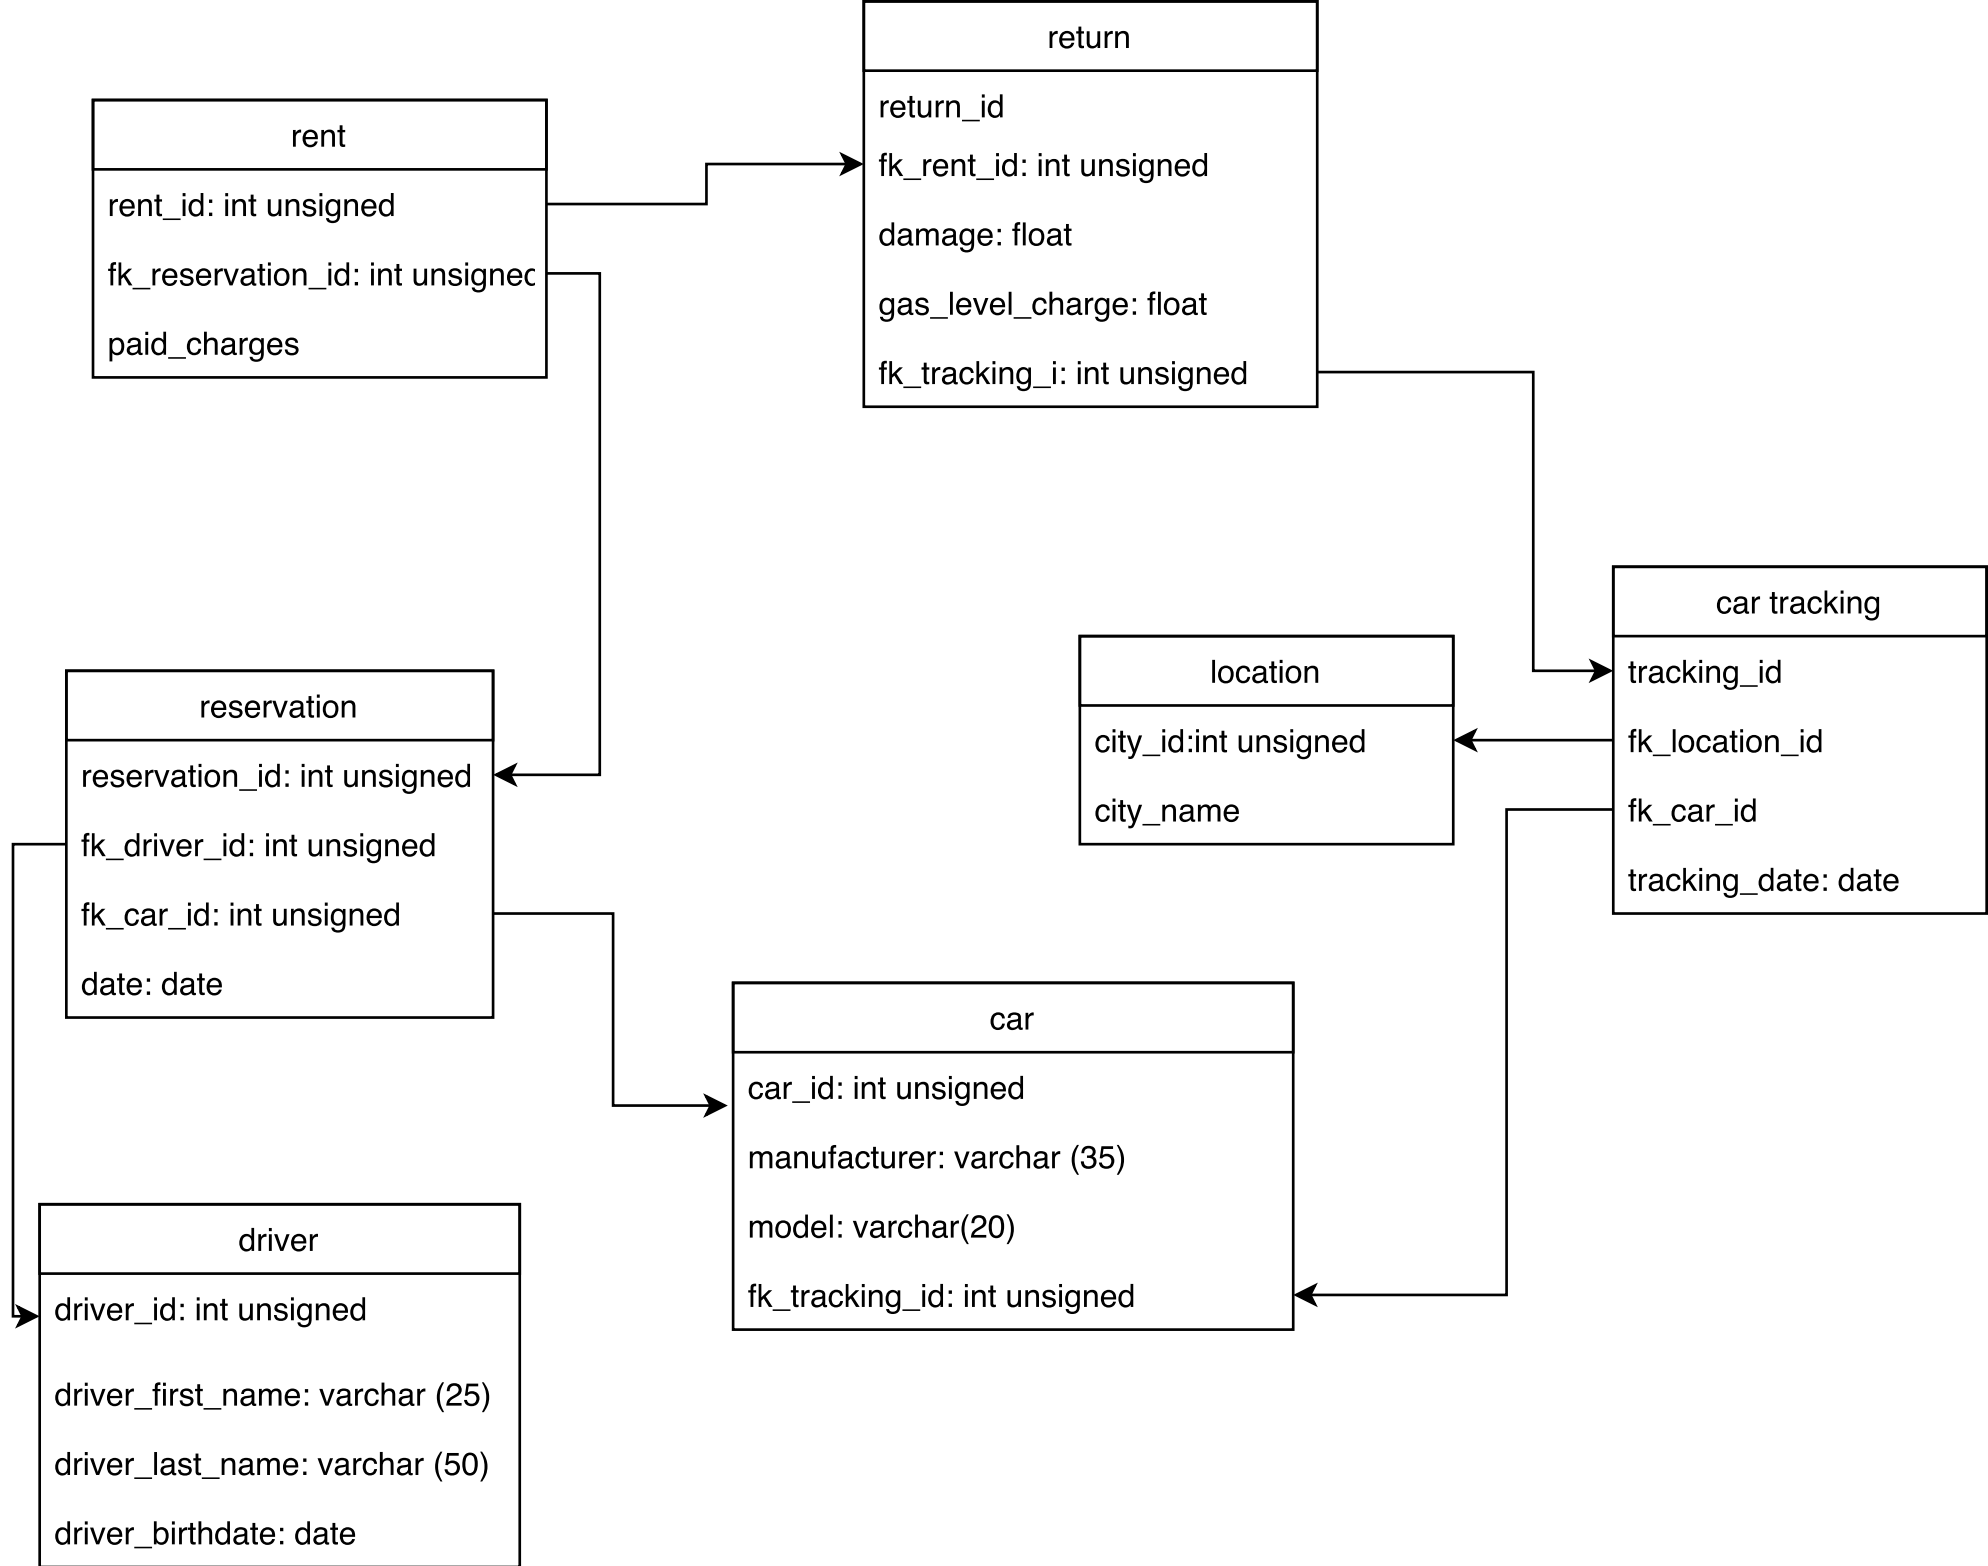 return
return_id
fk_rent_id: int unsigned
damage: float
gas_level_charge: float
fk_tracking_i: int unsigned
rent
rent_id: int unsigned
fk_reservation_id: int unsigned
paid_charges
car tracking
tracking_id
fk_location_id
fk_car_id
tracking_date: date
location
city_id:int unsigned
city_name
reservation
reservation_id: int unsigned
fk_driver_id: int unsigned
fk_car_id: int unsigned
date: date
car
car_id: int unsigned
manufacturer: varchar (35)
model: varchar(20)
fk_tracking_id: int unsigned
driver
driver_id: int unsigned
driver_first_name: varchar (25)
driver_last_name: varchar (50)
driver_birthdate: date